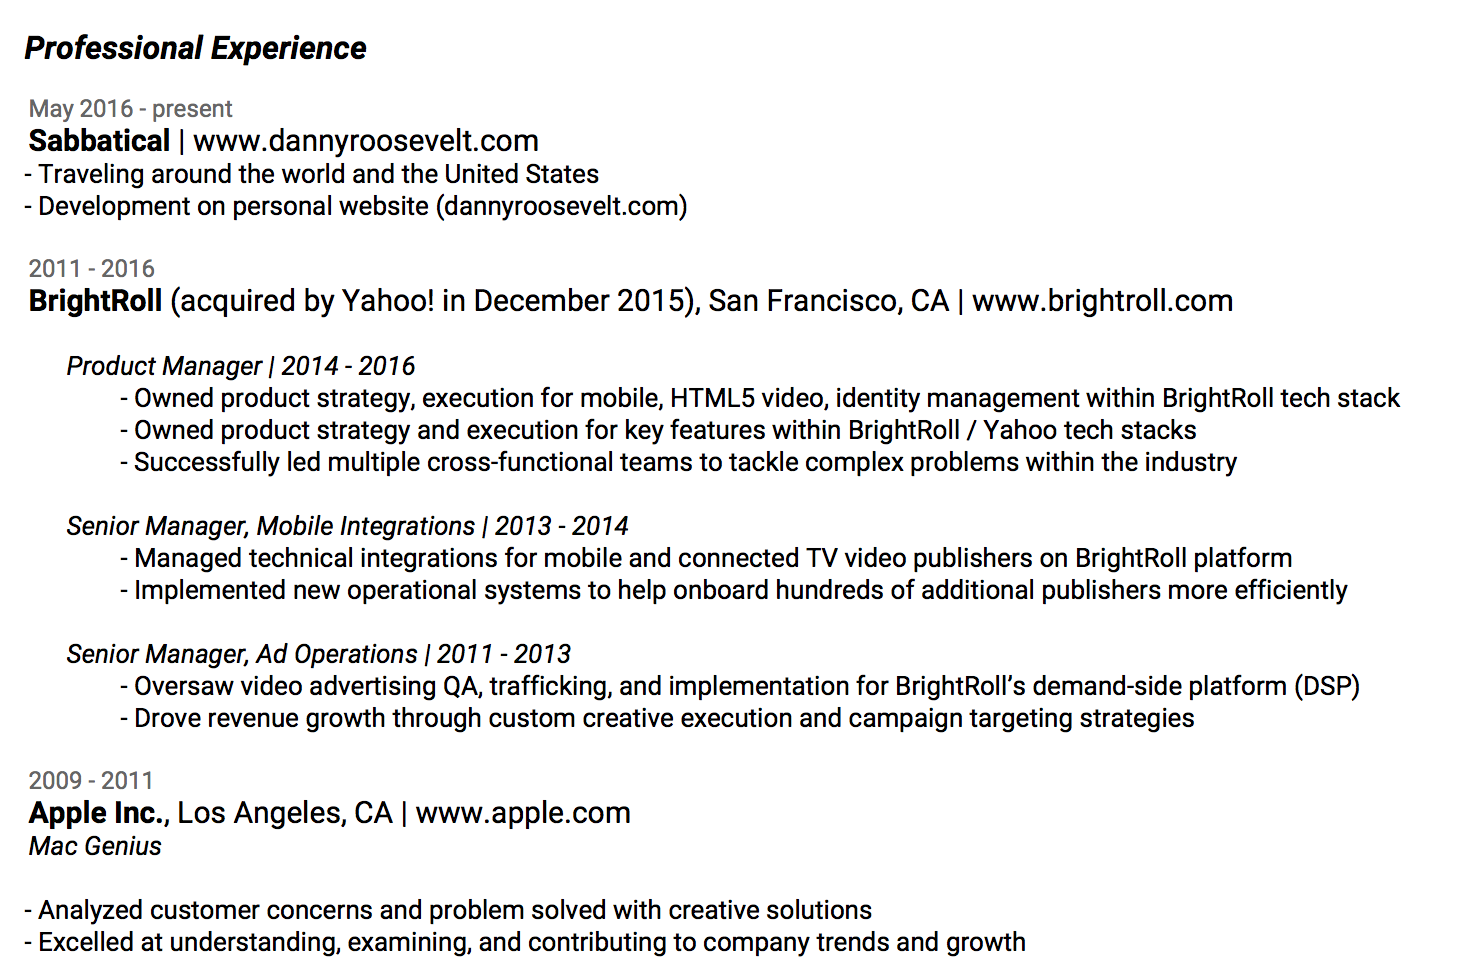 Professional Experience
May 2016 - present
Sabbatical | www.dannyroosevelt.com
- Traveling around the world and the United States
- Development on personal website (dannyroosevelt.com)
2011 - 2016
BrightRoll (acquired by Yahoo! in December 2015), San Francisco, CA | www.brightroll.com
Product Manager | 2014 - 2016
- Owned product strategy, execution for mobile, HTML5 video, identity management within BrightRoll tech stack
- Owned product strategy and execution for key features within BrightRoll / Yahoo tech stacks
- Successfully led multiple cross-functional teams to tackle complex problems within the industry
Senior Manager, Mobile Integrations | 2013 - 2014
- Managed technical integrations for mobile and connected TV video publishers on BrightRoll platform
- Implemented new operational systems to help onboard hundreds of additional publishers more efficiently
Senior Manager, Ad Operations | 2011 - 2013
- Oversaw video advertising QA, trafficking, and implementation for BrightRoll’s demand-side platform (DSP)
- Drove revenue growth through custom creative execution and campaign targeting strategies
2009 - 2011
Apple Inc., Los Angeles, CA | www.apple.com
Mac Genius
- Analyzed customer concerns and problem solved with creative solutions
- Excelled at understanding, examining, and contributing to company trends and growth